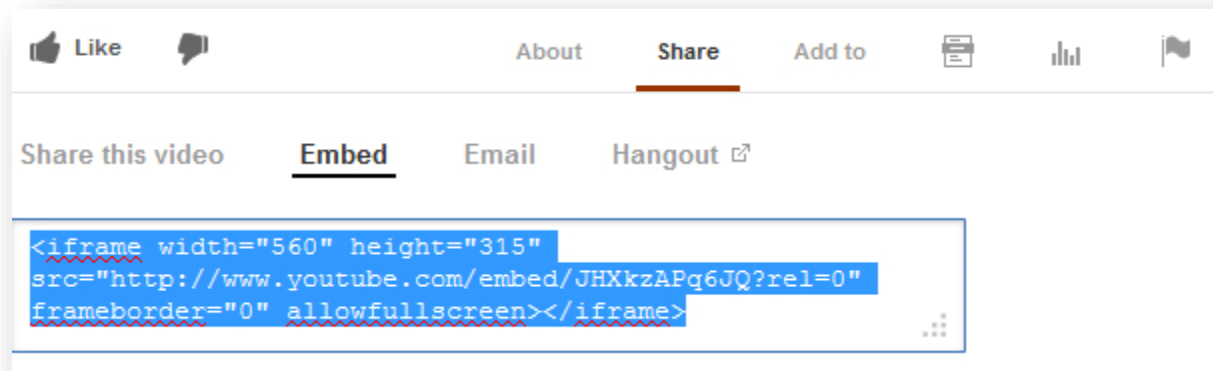 Like About Share Add to
Share this video Embed Email Hangout
<iframe width="560" height="315"
src="http://www.youtube.com/embed/JHXkzAPq6JQ?rel=0"
frameborder="0" allowfullscreen></iframe>